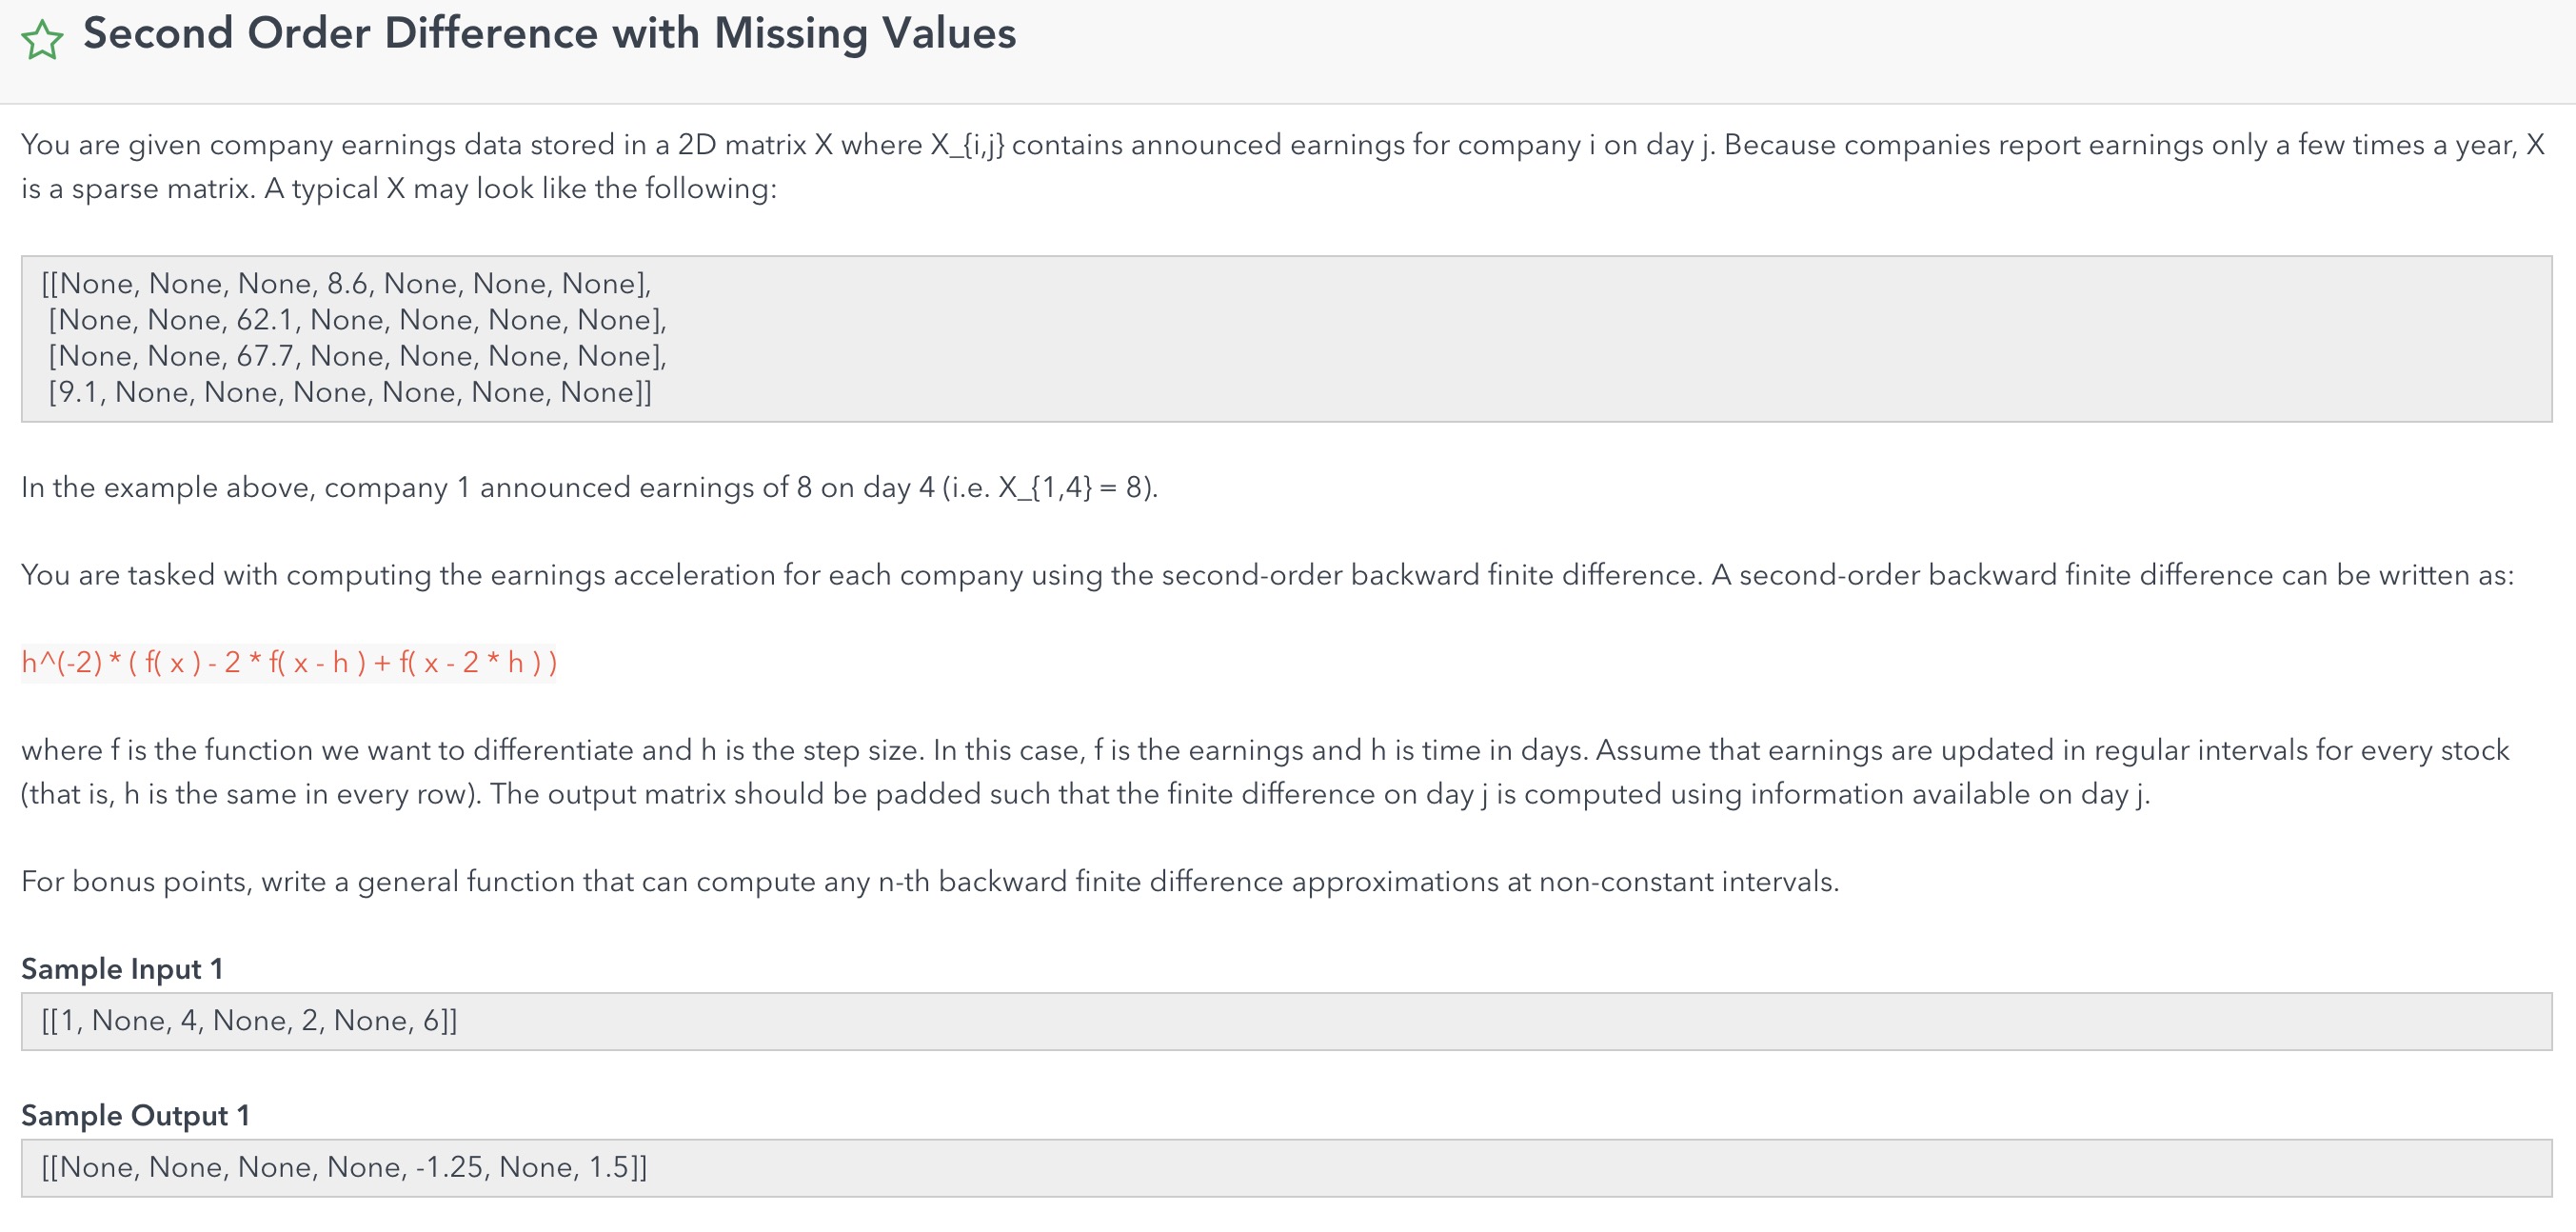 Second Order Difference with Missing Values
You are given company earnings data stored in a 2D matrix X where X_{i,j} contains announced earnings for company i on day j. Because companies report earnings only a few times a year, X
is a sparse matrix. A typical X may look like the following:
[[None, None, None, 8.6, None, None, None],
[None, None, 62.1, None, None, None, None],
[None, None, 67.7, None, None, None, None],
[9.1, None, None, None, None, None, None]]
In the example above, company 1 announced earnings of 8 on day 4 (i.e. X_{1,4} = 8).
You are tasked with computing the earnings acceleration for each company using the second-order backward finite difference. A second-order backward finite difference can be written as:
h^(-2) * ( f( x ) - 2 * f( x - h ) + f( x - 2 * h ) )
where f is the function we want to differentiate and h is the step size. In this case, f is the earnings and h is time in days. Assume that earnings are updated in regular intervals for every stock
(that is, h is the same in every row). The output matrix should be padded such that the finite difference on day j is computed using information available on day j.
For bonus points, write a general function that can compute any n-th backward finite difference approximations at non-constant intervals.
Sample Input 1
[[1, None, 4, None, 2, None, 6]]
Sample Output 1
[[None, None, None, None, -1.25, None, 1.5]]